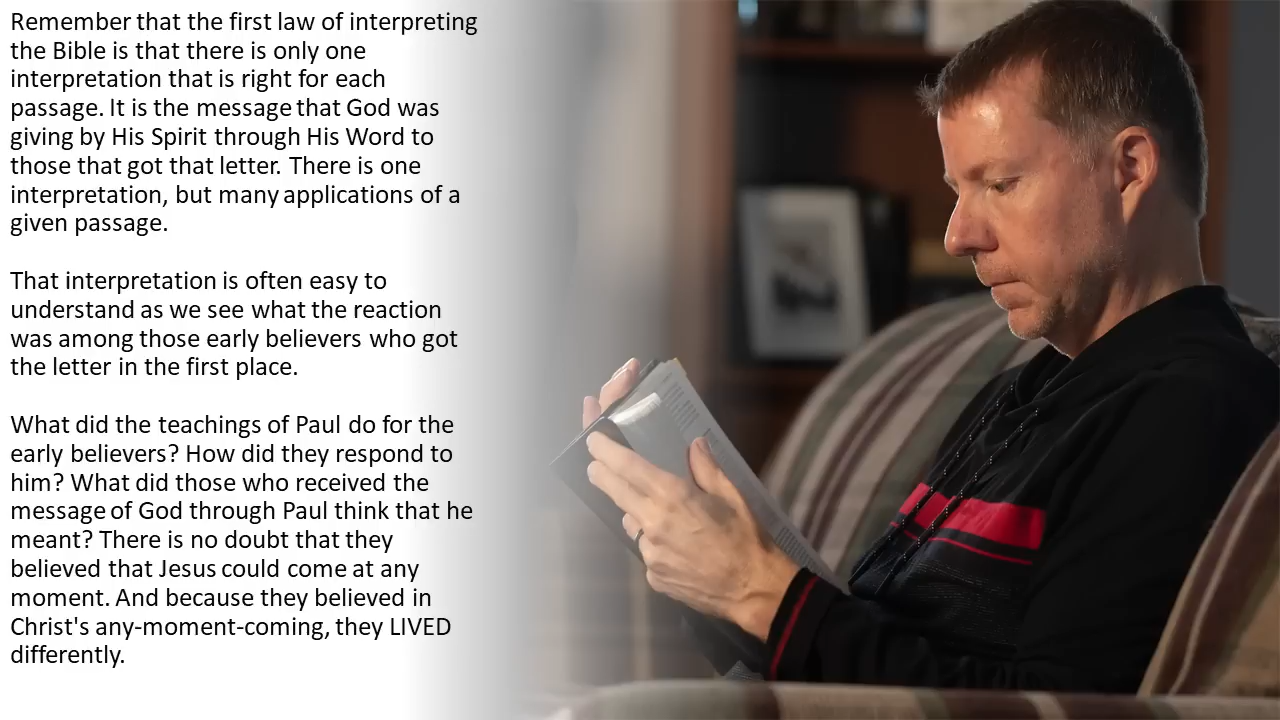 Remember that the first law of interpreting
the Bible is that there is only one
interpretation that is right for each
passage. It is the message that God was
giving by His Spirit through His Word to
those that got that letter. There is one
interpretation, but many applications of a
given passage.
That interpretation is often easy to
understand as we see what the reaction
was among those early believers who got
the letter in the first place.
What did the teachings of Paul do for the
early believers? How did they respond to
him? What did those who received the
message of God through Paul think that he
meant? There is no doubt that they
believed that Jesus could come at any
moment. And because they believed in
Christ's any-moment-coming, they LIVED
differently.